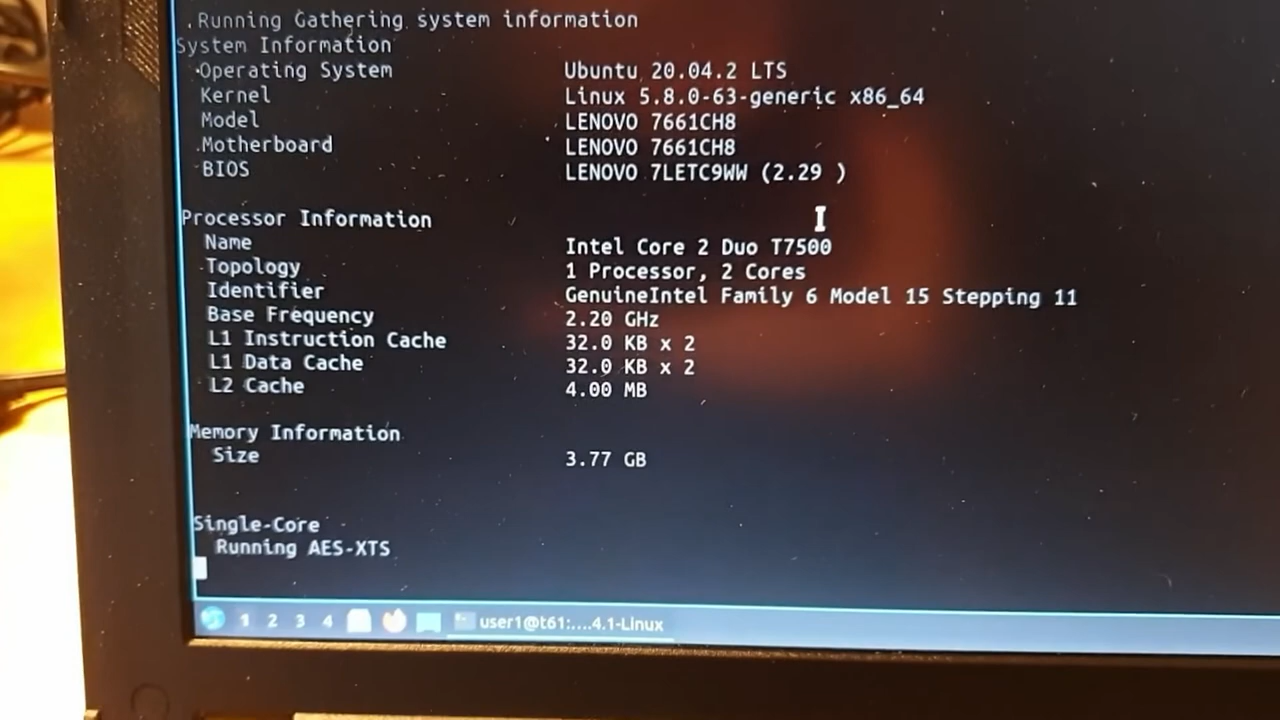 Running Gathering system information
System Information
Operating System Ubuntu 20.04.2 LTS
Kernel Linux 5.8.0-63-generic x86_64
Model LENOVO 7661CH8
Motherboard LENOVO 7661CH8
BIOS LENOVO 7LETC9WW (2.29 )
Processor Information
Name Intel Core 2 Duo T7500
Topology 1 Processor, 2 Cores
Identifier GenuineIntel Family 6 Model 15 Stepping 11
Base Frequency 2.20 GHz
L1 Instruction Cache 32.0 KB x 2
L1 Data Cache 32.0 KB x 2
L2 Cache 4.00 MB
Memory Information
Size 3.77 GB
Single-Core
Running AES-XTS
1 2 3 4 user1@t61:....4.1-Linux